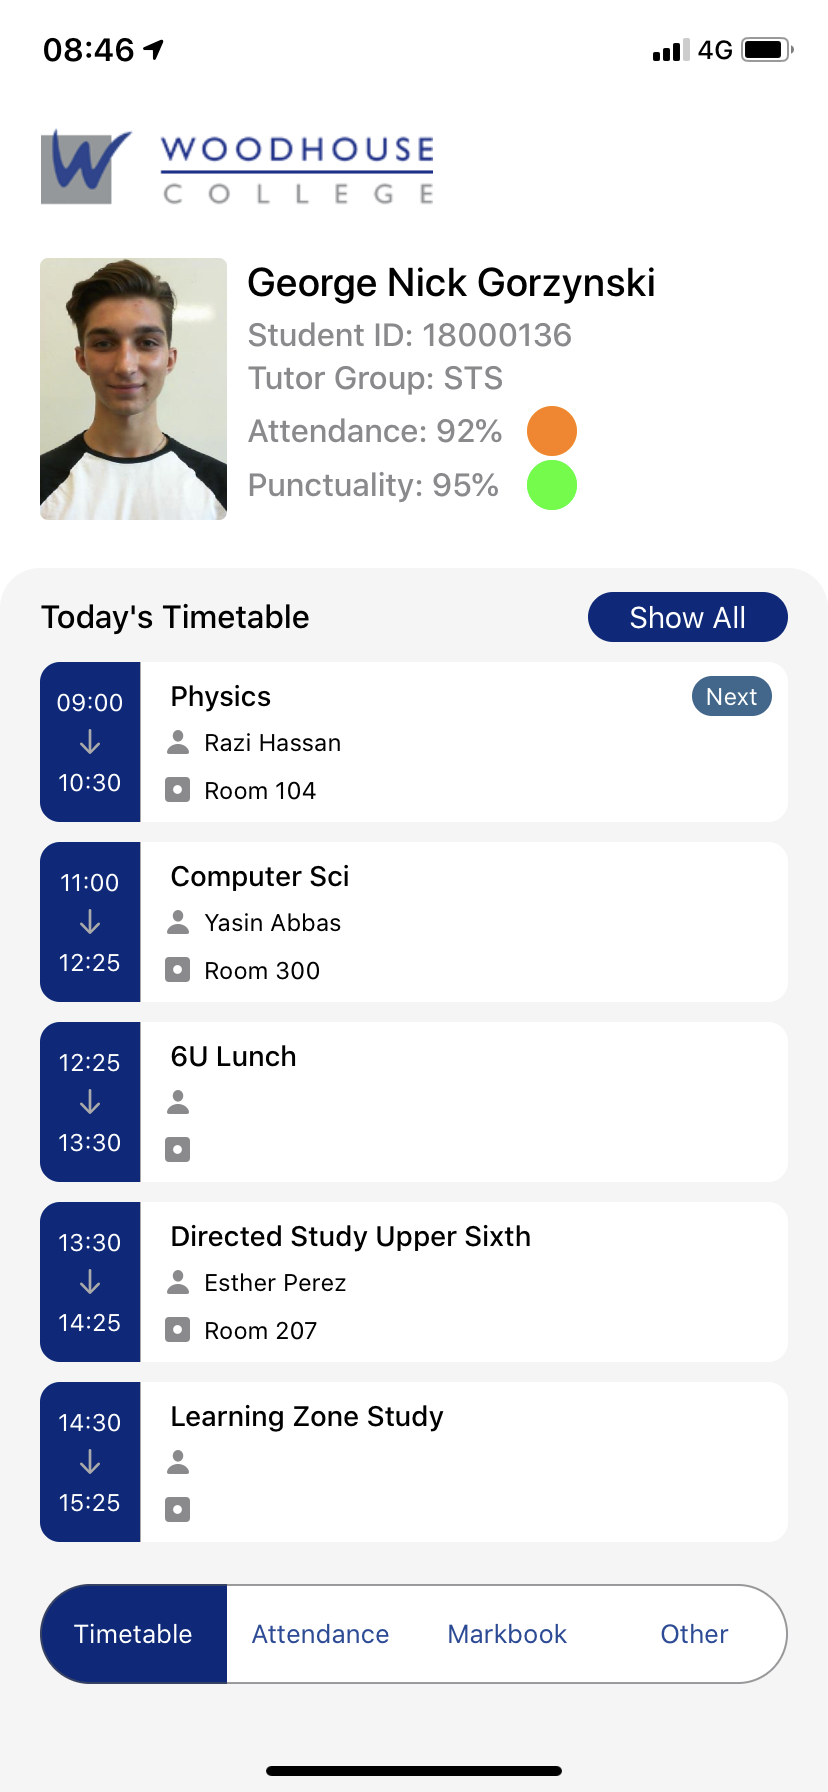 08:46 4G
WOODHOUSE
COLLEGE
George Nick Gorzynski
Student ID: 18000136
Tutor Group: STS
Attendance: 92%
Punctuality: 95%
Today's Timetable Show All
09:00
10:30
Physics Next
Razi Hassan
Room 104
11:00
12:25
Computer Sci
Yasin Abbas
Room 300
12:25
13:30
6U Lunch
13:30
14:25
Directed Study Upper Sixth
Esther Perez
Room 207
14:30
15:25
Learning Zone Study
Timetable Attendance Markbook Other